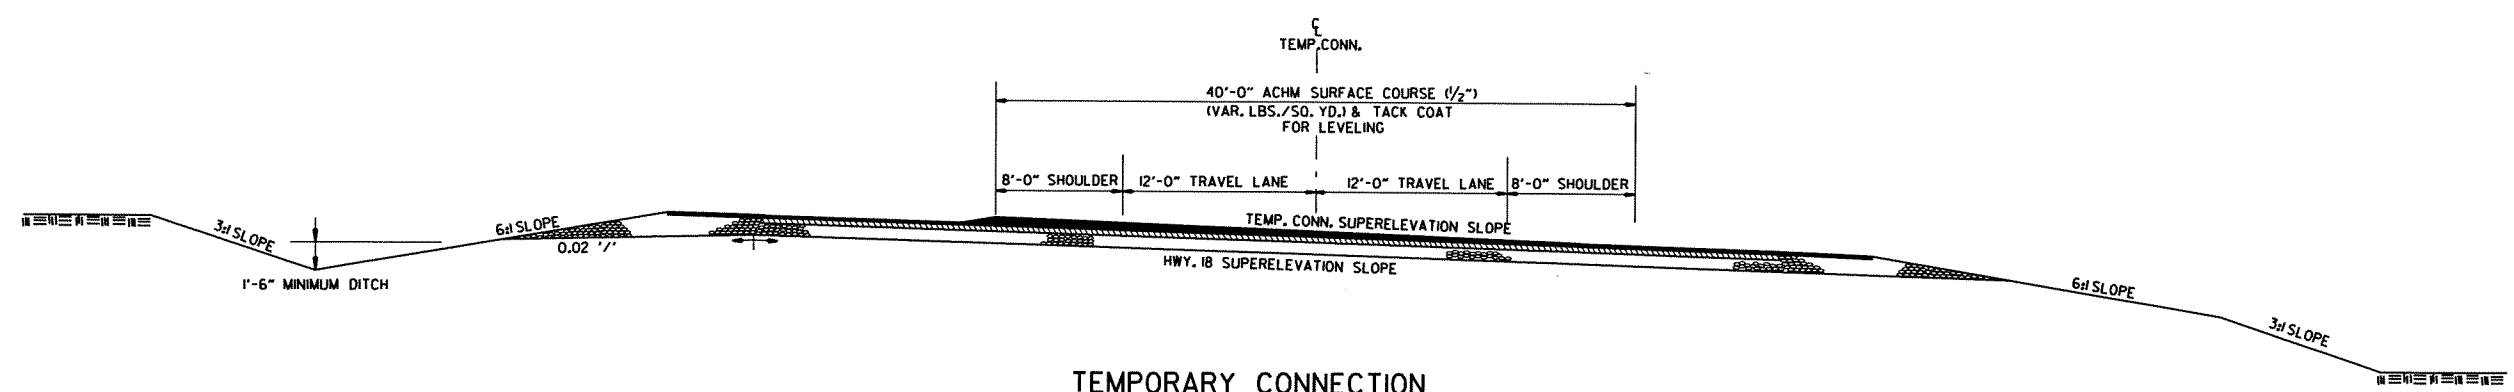 ℄
TEMP. CONN.
40'-0" ACHM SURFACE COURSE (1/2")
(VAR. LBS./SQ. YD.) & TACK COAT
FOR LEVELING
8'-0" SHOULDER
12'-0" TRAVEL LANE
12'-0" TRAVEL LANE
8'-0" SHOULDER
3:1 SLOPE
6:1 SLOPE
TEMP. CONN. SUPERELEVATION SLOPE
0.02 '/'
HWY. 18 SUPERELEVATION SLOPE
1'-6" MINIMUM DITCH
6:1 SLOPE
3:1 SLOPE
TEMPORARY CONNECTION